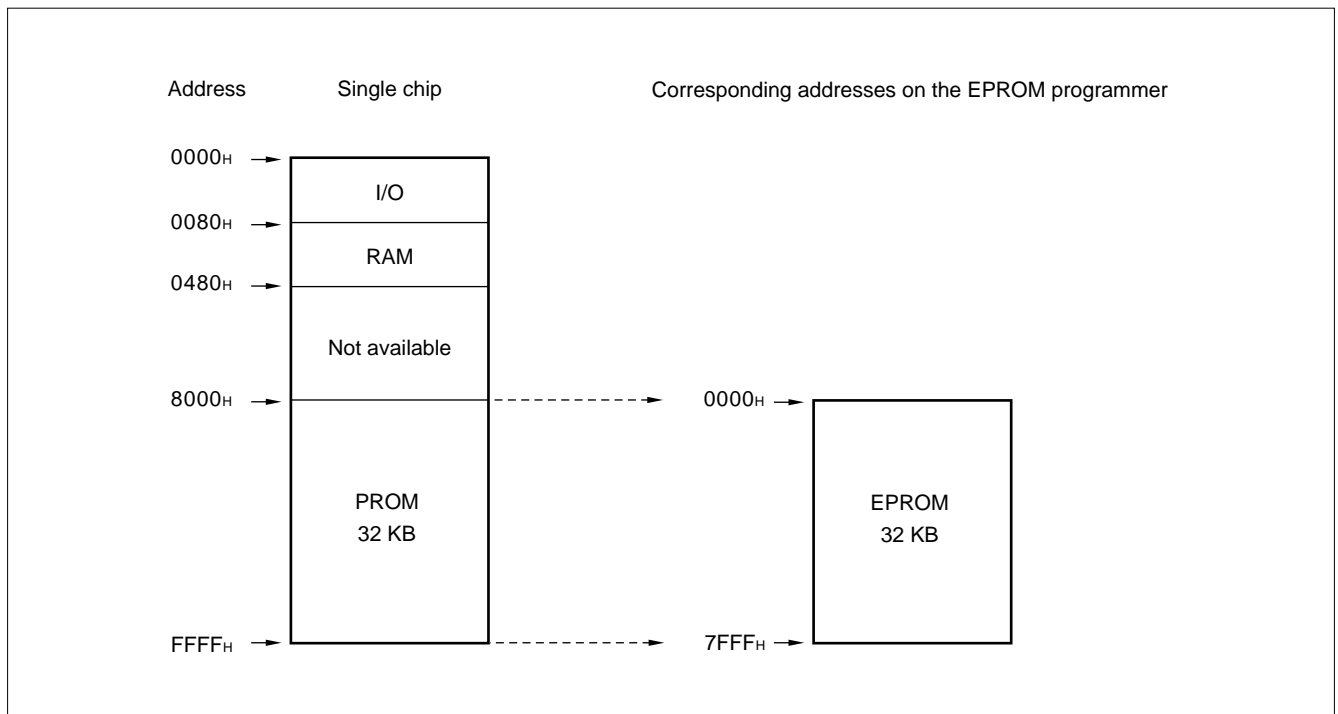 Address Single chip Corresponding addresses on the EPROM programmer
0000H
I/O
0080H
RAM
0480H
Not available
8000H 0000H
PROM EPROM
32 KB 32 KB
FFFFH 7FFFH